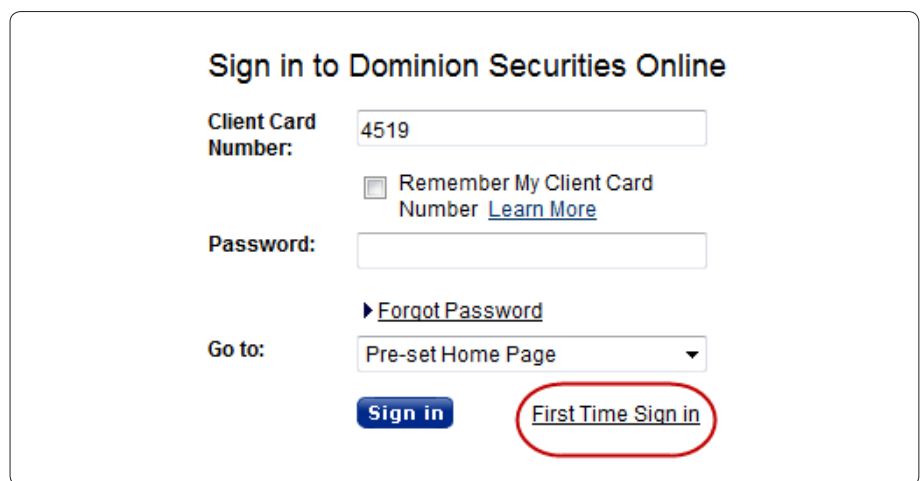 Sign in to Dominion Securities Online
Client Card
Number:
4519
Remember My Client Card
Number Learn More
Password:
Forgot Password
Go to:
Pre-set Home Page
Sign in
First Time Sign in